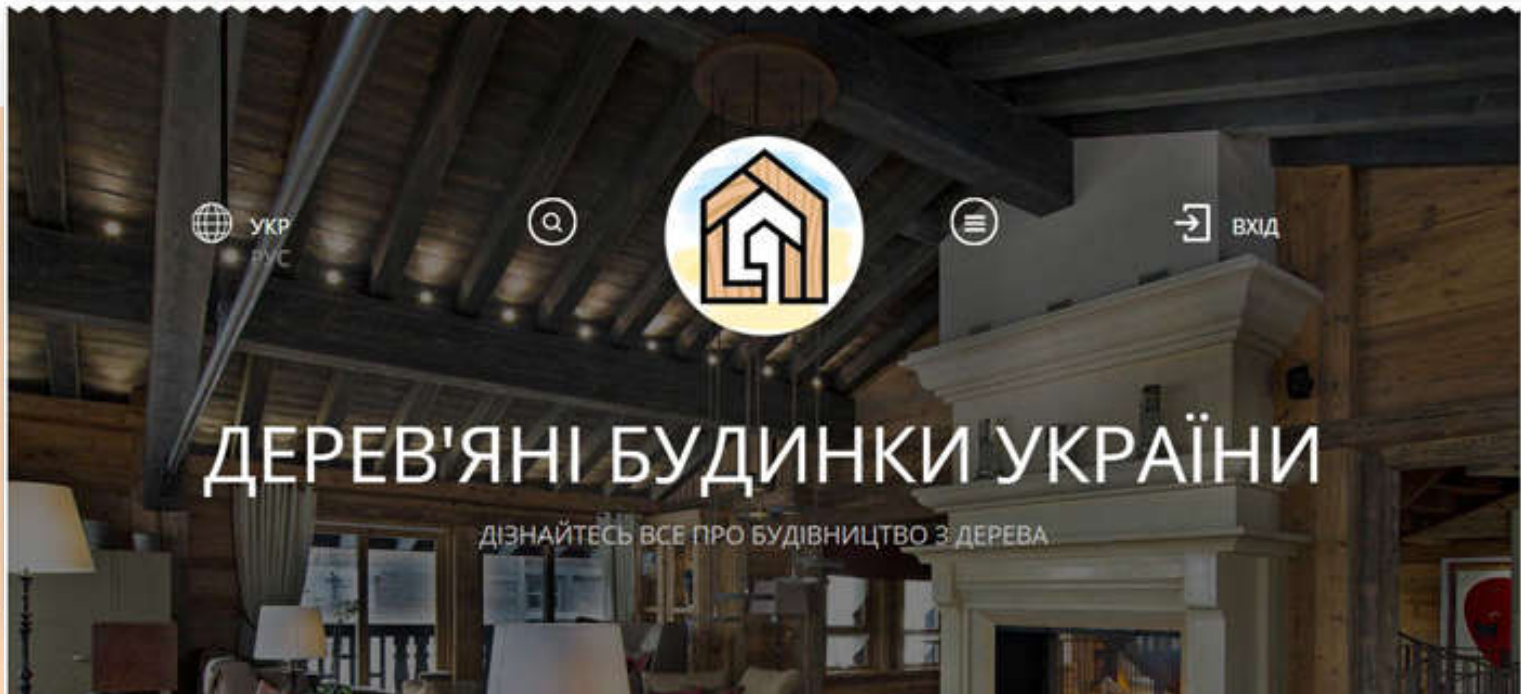 УКР
РУС
ВХІД
ДЕРЕВ'ЯНІ БУДИНКИ УКРАЇНИ
ДІЗНАЙТЕСЬ ВСЕ ПРО БУДІВНИЦТВО З ДЕРЕВА